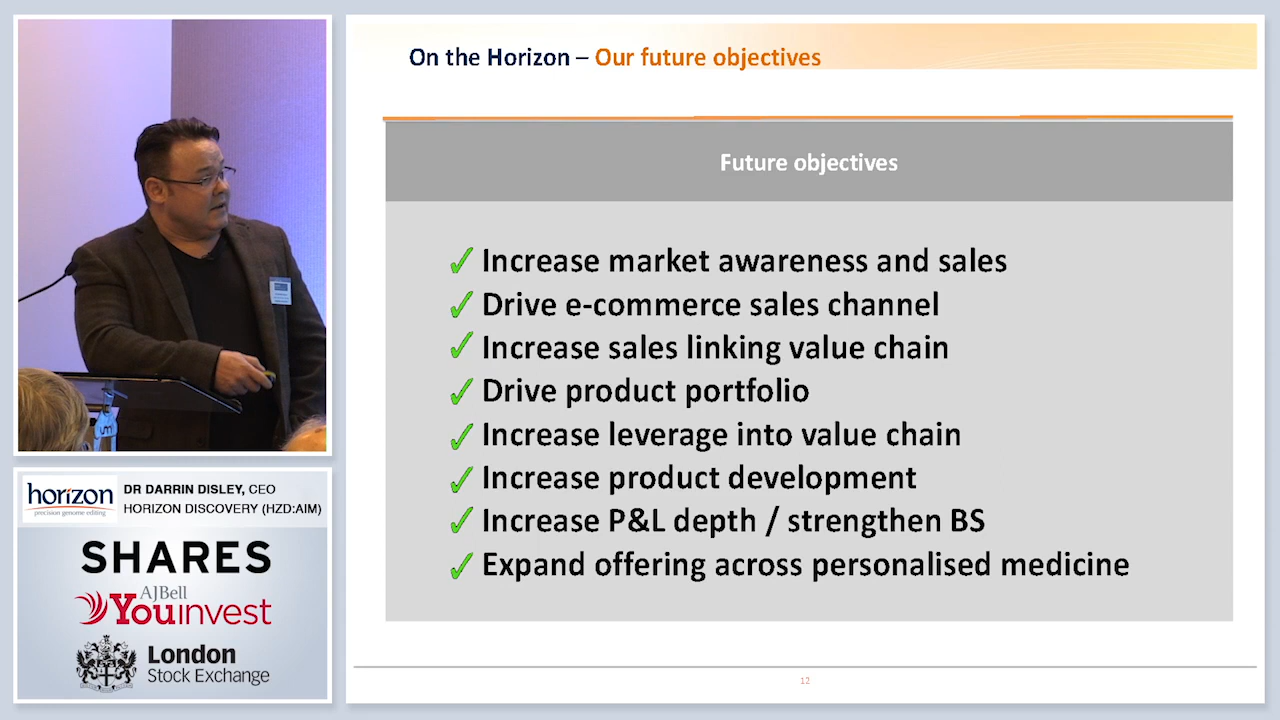 On the Horizon – Our future objectives
Future objectives
✓ Increase market awareness and sales
✓ Drive e-commerce sales channel
✓ Increase sales linking value chain
✓ Drive product portfolio
✓ Increase leverage into value chain
✓ Increase product development
✓ Increase P&L depth / strengthen BS
✓ Expand offering across personalised medicine
12
horizon
precision genome editing
DR DARRIN DISLEY, CEO
HORIZON DISCOVERY (HZD:AIM)
SHARES
AJBell
Youinvest
London
Stock Exchange